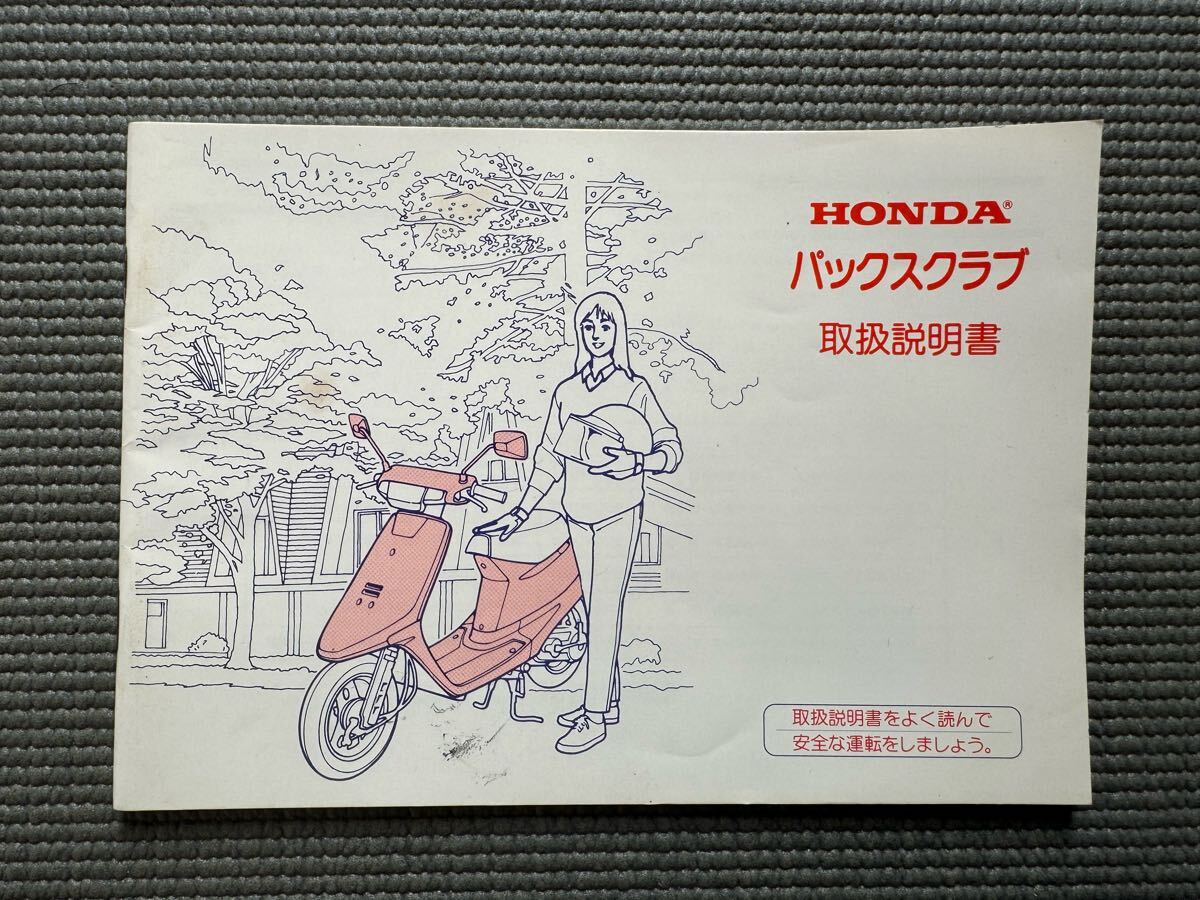 HONDA®
パックスクラブ
取扱説明書
取扱説明書をよく読んで
安全な運転をしましょう。